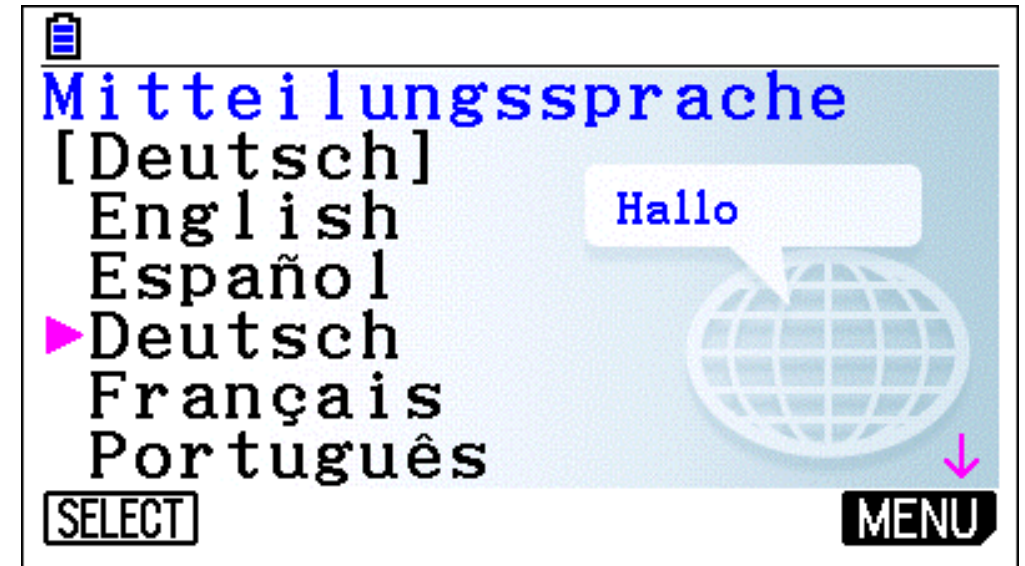 Mitteilungssprache
[Deutsch]
English
Hallo
Español
Deutsch
Français
Português
SELECT
MENU